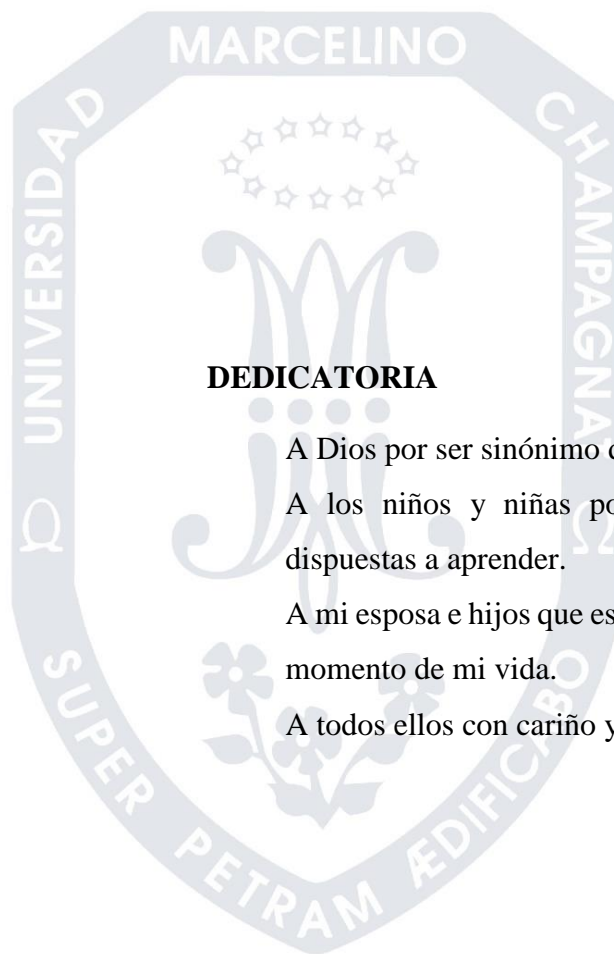 MARCELINO
UNIVERSIDAD
CHAMPAGNAT
DEDICATORIA
A Dios por ser sinónimo
A los niños y niñas
dispuestas a aprender.
A mi esposa e hijos que
momento de mi vida.
A todos ellos con cariño y
SUPER PETRAM ÆDIFICABO